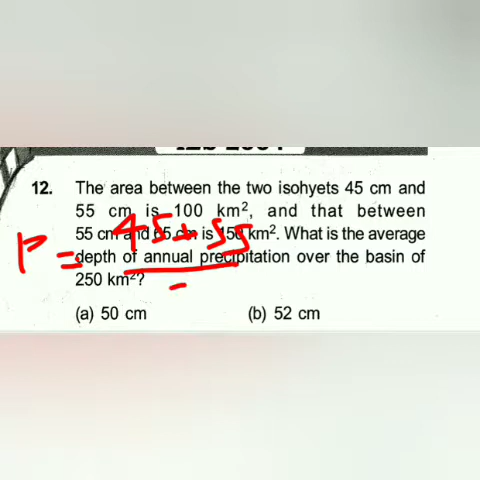 12. The area between the two isohyets 45 cm and
55 cm is 100 km², and that between
55 cm and 65 cm is 150 km². What is the average
depth of annual precipitation over the basin of
250 km²?
(a) 50 cm (b) 52 cm
P = 45+55